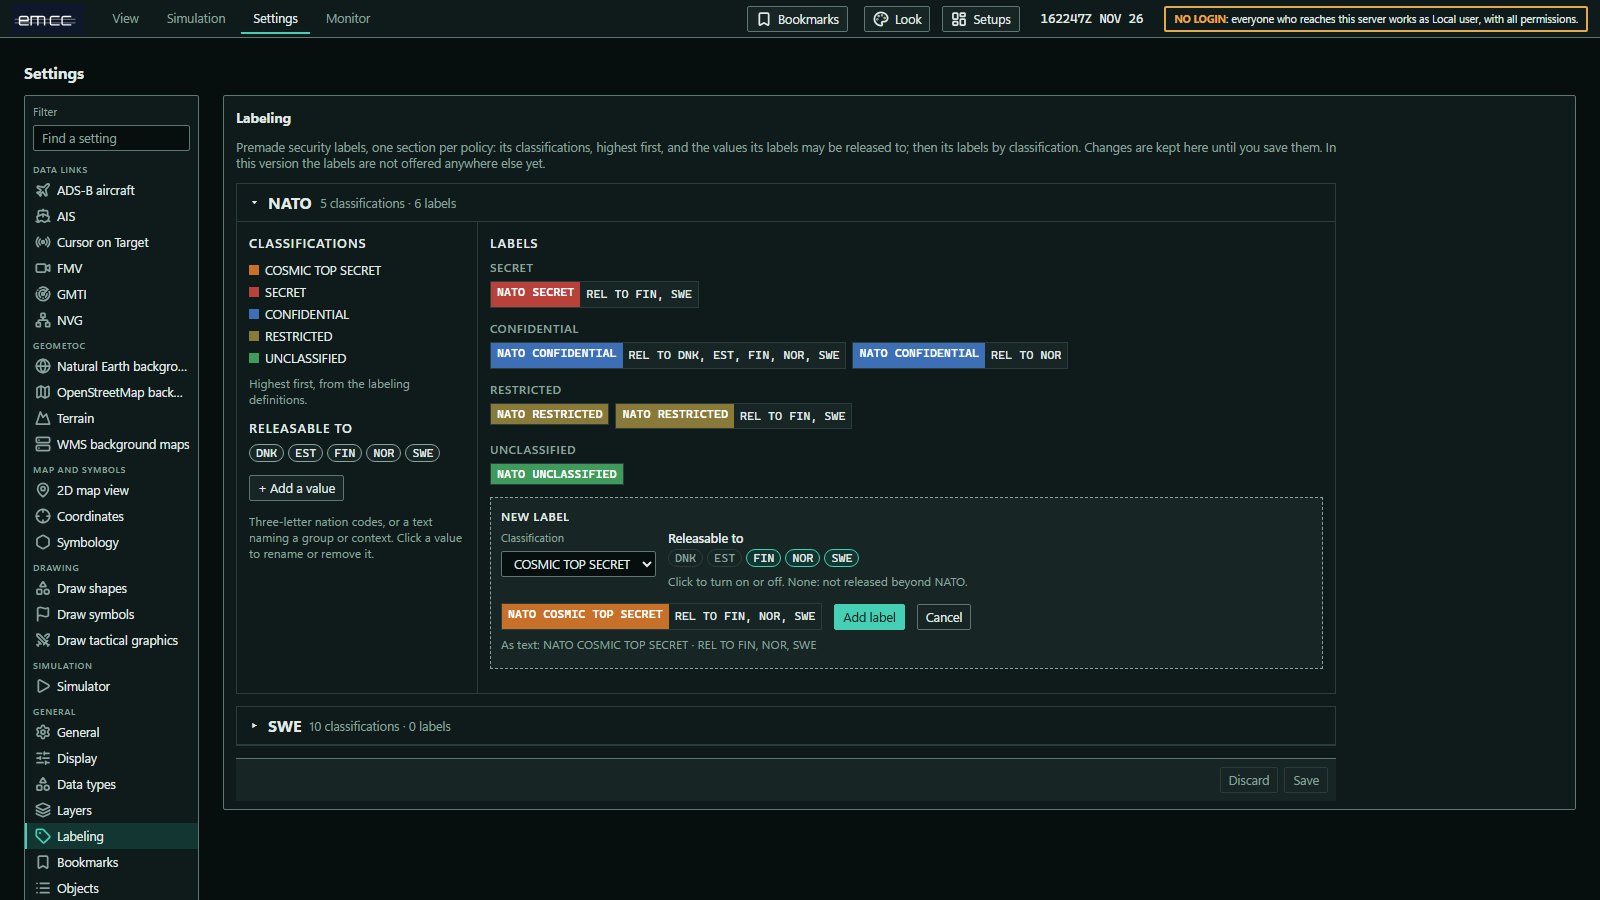 em-cc
View
Simulation
Settings
Monitor
Bookmarks
Look
Setups
162247Z NOV 26
NO LOGIN: everyone who reaches this server works as Local user, with all permissions.
Settings
Filter
Find a setting
DATA LINKS
ADS-B aircraft
AIS
Cursor on Target
FMV
GMTI
NVG
GEOMETOC
Natural Earth backgro...
OpenStreetMap back...
Terrain
WMS background maps
MAP AND SYMBOLS
2D map view
Coordinates
Symbology
DRAWING
Draw shapes
Draw symbols
Draw tactical graphics
SIMULATION
Simulator
GENERAL
General
Display
Data types
Layers
Labeling
Bookmarks
Objects
Labeling
Premade security labels, one section per policy: its classifications, highest first, and the values its labels may be released to; then its labels by classification. Changes are kept here until you save them. In
this version the labels are not offered anywhere else yet.
NATO 5 classifications · 6 labels
CLASSIFICATIONS
COSMIC TOP SECRET
SECRET
CONFIDENTIAL
RESTRICTED
UNCLASSIFIED
Highest first, from the labeling
definitions.
RELEASABLE TO
DNK EST FIN NOR SWE
+ Add a value
Three-letter nation codes, or a text
naming a group or context. Click a value
to rename or remove it.
LABELS
SECRET
NATO SECRET REL TO FIN, SWE
CONFIDENTIAL
NATO CONFIDENTIAL REL TO DNK, EST, FIN, NOR, SWE NATO CONFIDENTIAL REL TO NOR
RESTRICTED
NATO RESTRICTED NATO RESTRICTED REL TO FIN, SWE
UNCLASSIFIED
NATO UNCLASSIFIED
NEW LABEL
Classification
COSMIC TOP SECRET
Releasable to
DNK EST FIN NOR SWE
Click to turn on or off. None: not released beyond NATO.
NATO COSMIC TOP SECRET REL TO FIN, NOR, SWE Add label Cancel
As text: NATO COSMIC TOP SECRET · REL TO FIN, NOR, SWE
SWE 10 classifications · 0 labels
Discard Save